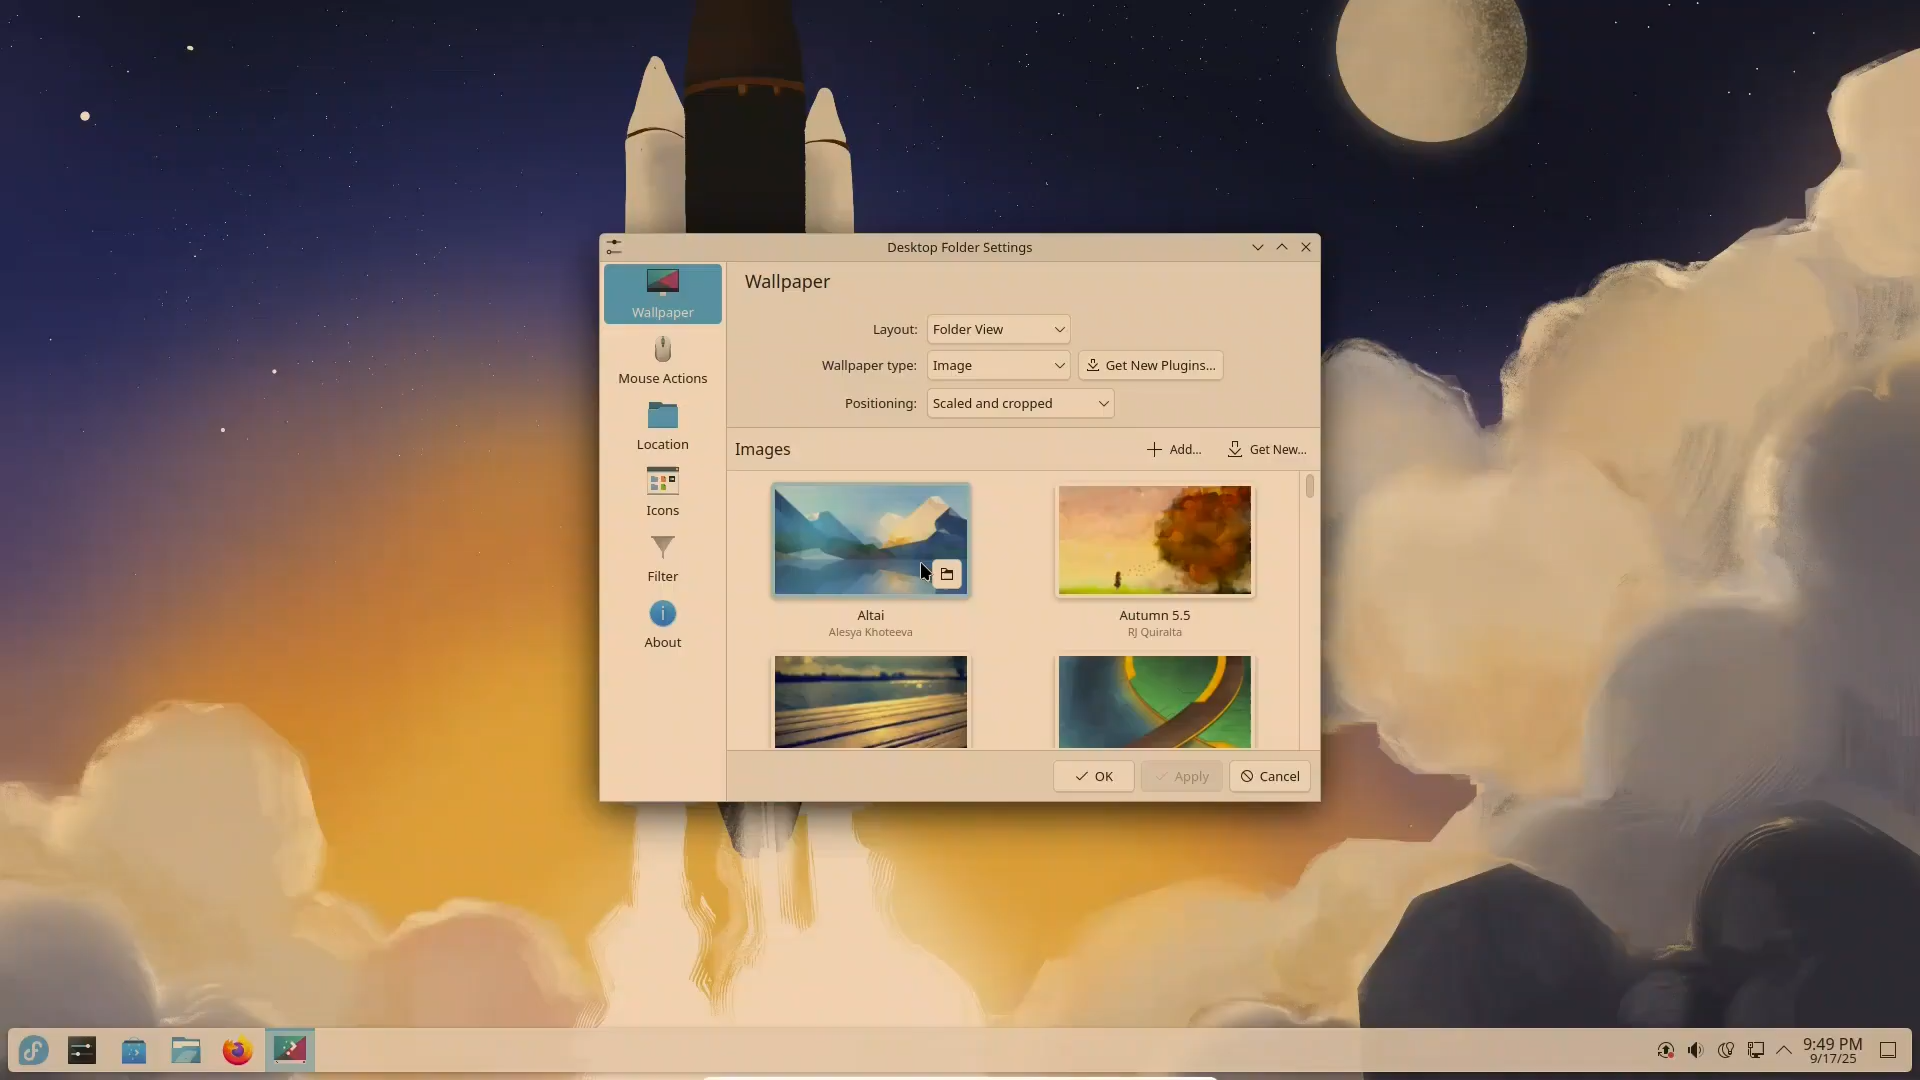 Desktop Folder Settings
Wallpaper
Mouse Actions
Location
Icons
Filter
About
Wallpaper
Layout: Folder View
Wallpaper type: Image Get New Plugins...
Positioning: Scaled and cropped
Images Add... Get New...
Altai
Alesya Khoteeva
Autumn 5.5
RJ Quiralta
OK Apply Cancel
9:49 PM
9/17/25